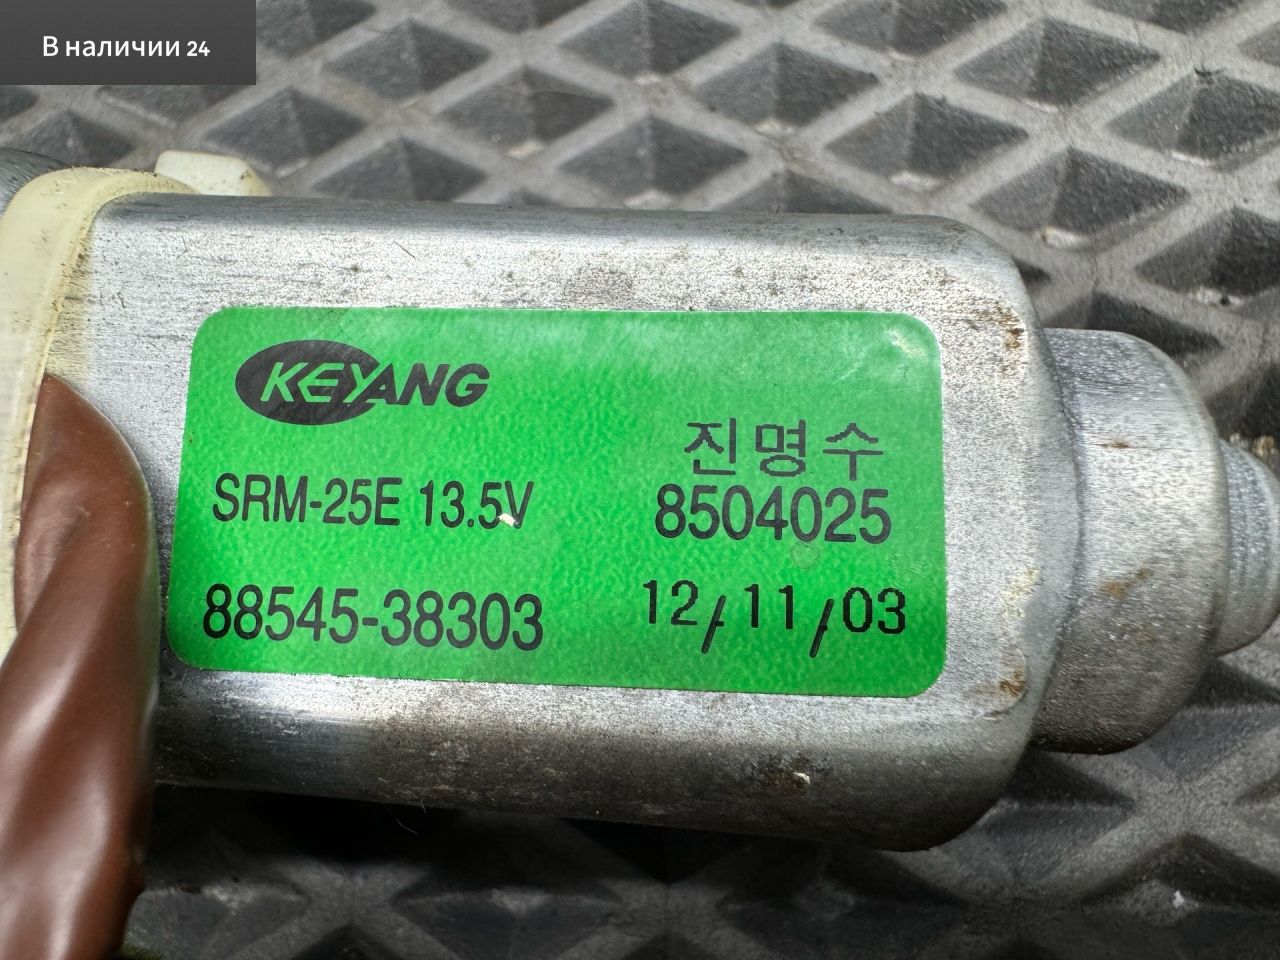 В наличии 24
KEYANG
진명수
SRM-25E 13.5V
8504025
88545-38303
12/11/03